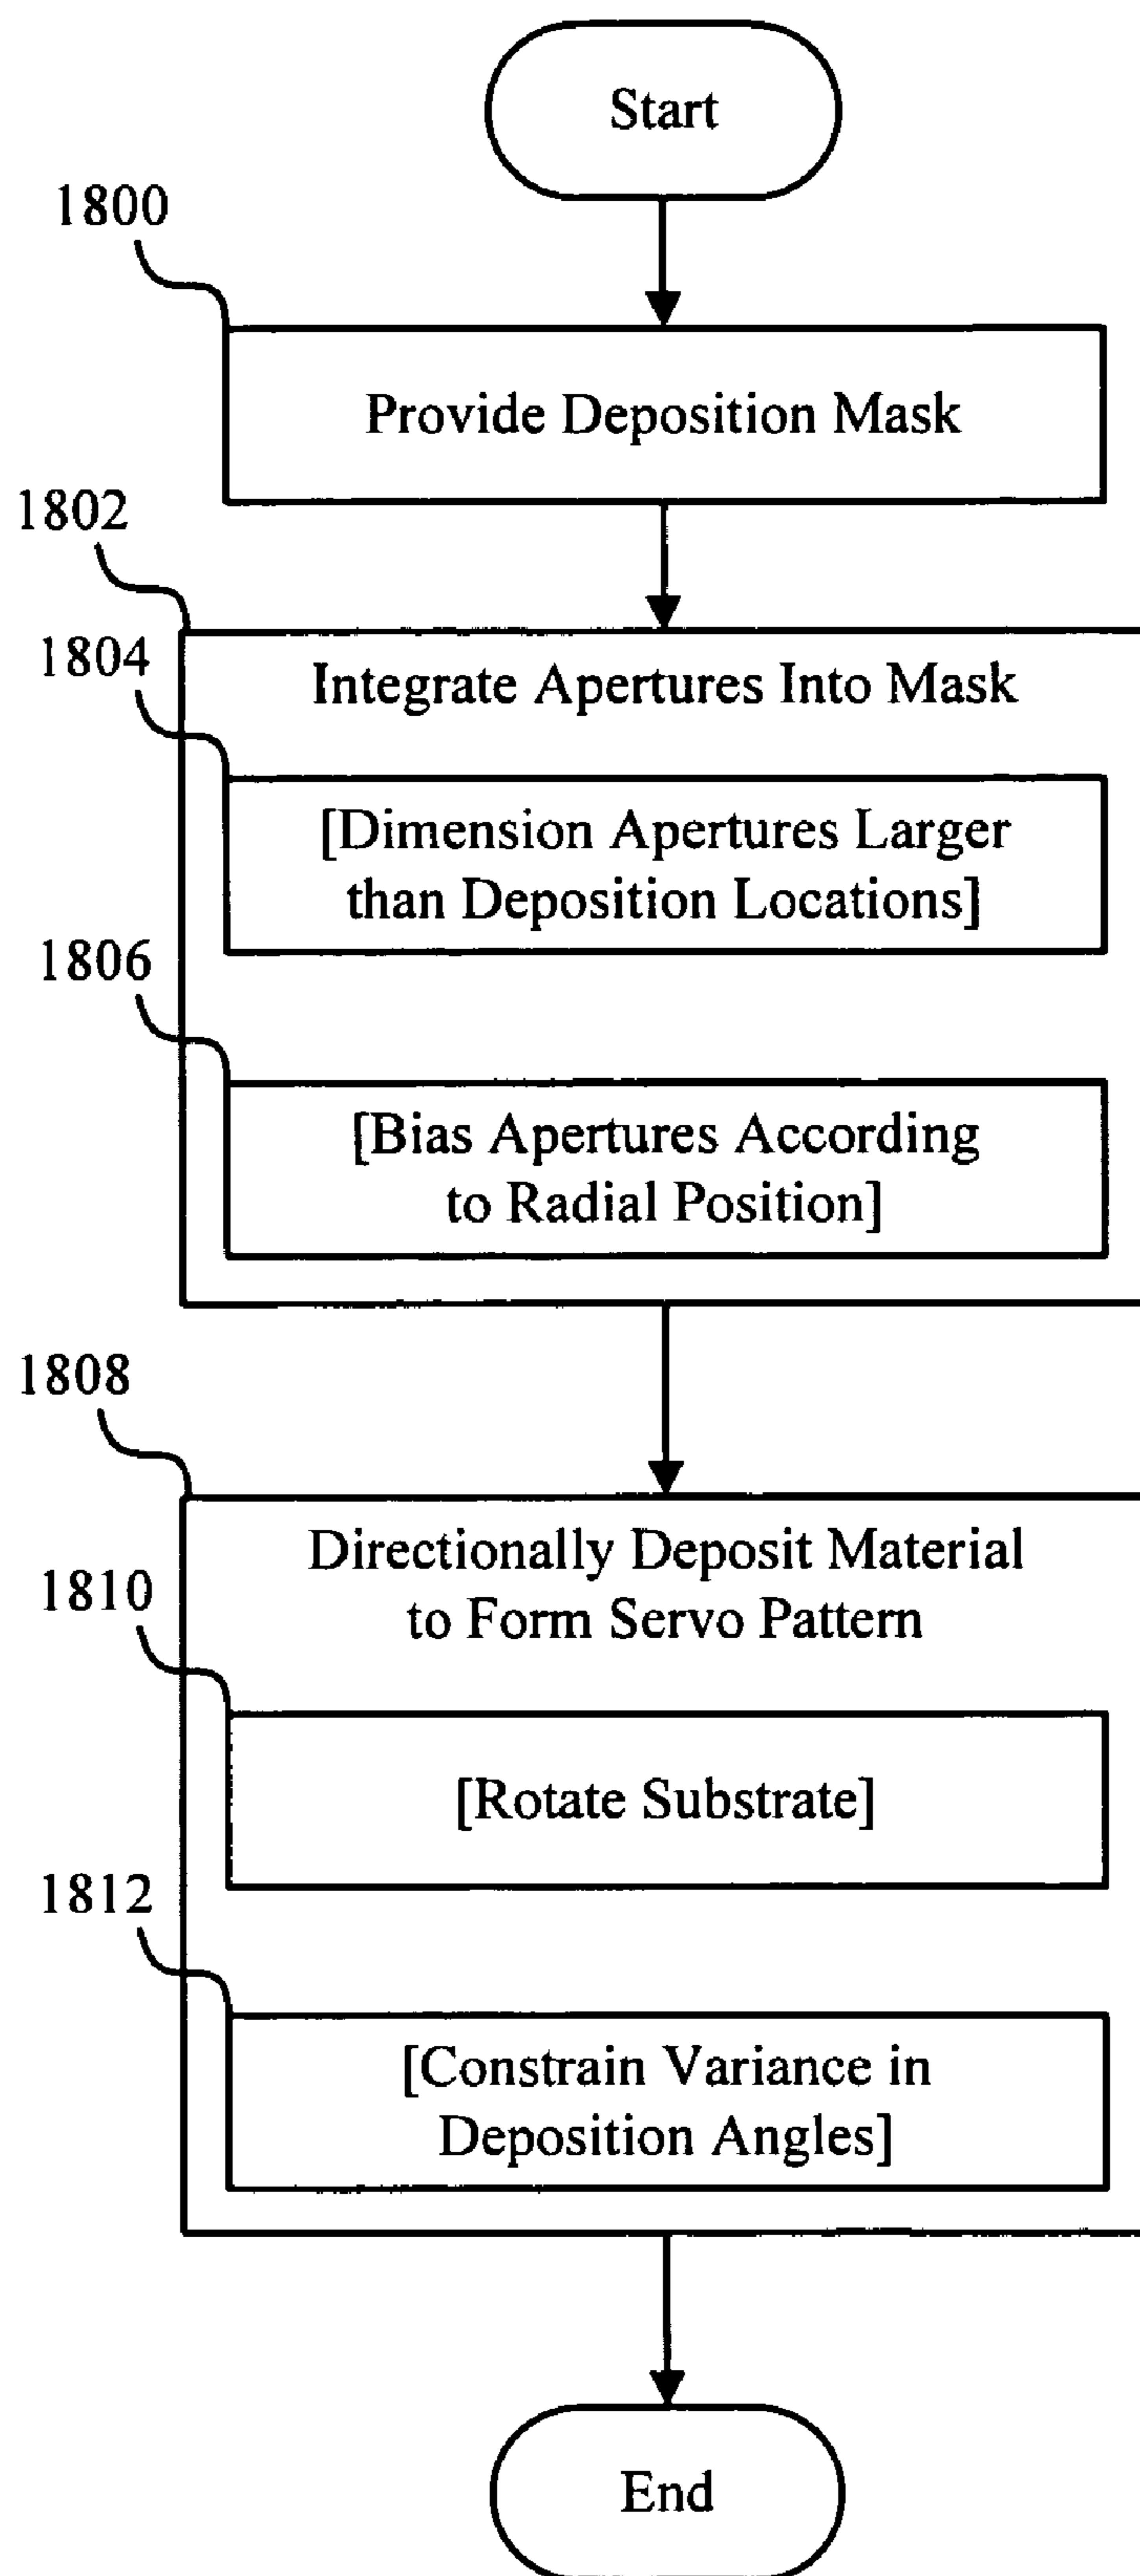 Start
1800
Provide Deposition Mask
1802
Integrate Apertures Into Mask
1804
[Dimension Apertures Larger
than Deposition Locations]
1806
[Bias Apertures According
to Radial Position]
1808
Directionally Deposit Material
to Form Servo Pattern
1810
[Rotate Substrate]
1812
[Constrain Variance in
Deposition Angles]
End